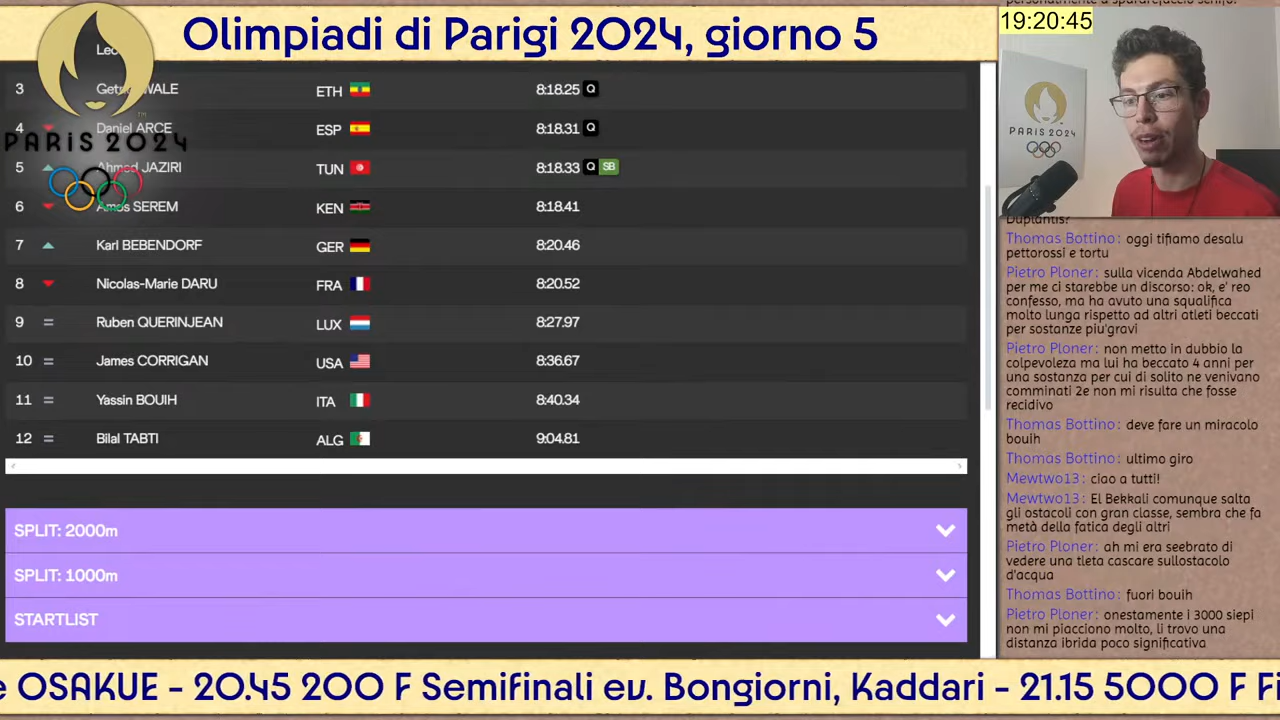 Olimpiadi di Parigi 2024, giorno 5
19:20:45
PARIS 2024
PARIS 2024
3 WALE ETH 8:18.25 Q
4 Daniel ARCE ESP 8:18.31 Q
5 Ahmed JAZIRI TUN 8:18.33 Q SB
6 Amos SEREM KEN 8:18.41
7 Karl BEBENDORF GER 8:20.46
8 Nicolas-Marie DARU FRA 8:20.52
9 Ruben QUERINJEAN LUX 8:27.97
10 James CORRIGAN USA 8:36.67
11 Yassin BOUIH ITA 8:40.34
12 Bilal TABTI ALG 9:04.81
SPLIT: 2000m
SPLIT: 1000m
STARTLIST
Duplantis?
Thomas Bottino: oggi tifiamo desalu
pettorossi e tortu
Pietro Ploner: sulla vicenda Abdelwahed
per me ci starebbe un discorso: ok, e' reo
confesso, ma ha avuto una squalifica
molto lunga rispetto ad altri atleti beccati
per sostanze piu'gravi
Pietro Ploner: non metto in dubbio la
colpevoleza ma lui ha beccato 4 anni per
una sostanza per cui di solito ne venivano
comminati 2e non mi risulta che fosse
recidivo
Thomas Bottino: deve fare un miracolo
bouih
Thomas Bottino: ultimo giro
Mewtwo13: ciao a tutti!
Mewtwo13: El Bekkali comunque salta
gli ostacoli con gran classe, sembra che fa
metà della fatica degli altri
Pietro Ploner: ah mi era seebrato di
vedere una tleta cascare sullostacolo
d'acqua
Thomas Bottino: fuori bouih
Pietro Ploner: onestamente i 3000 siepi
non mi piacciono molto, li trovo una
distanza ibrida poco significativa
e OSAKUE - 20.45 200 F Semifinali ev. Bongiorni, Kaddari - 21.15 5000 F Fi